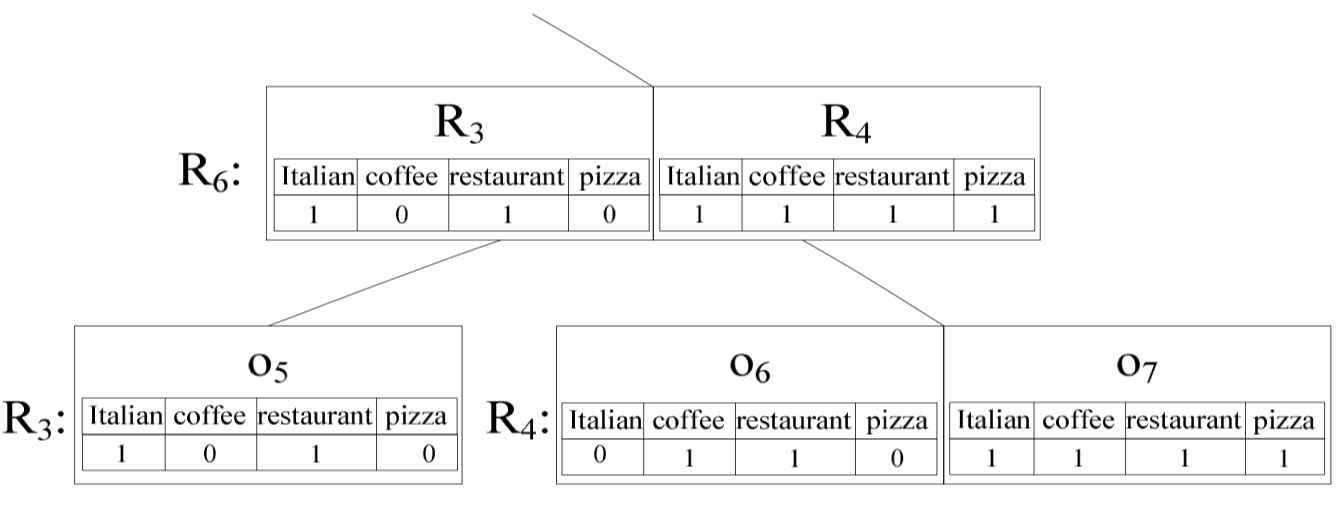 R3 R4
R6:
Italian coffee restaurant pizza Italian coffee restaurant pizza
1 0 1 0 1 1 1 1
o5 o6 o7
R3: Italian coffee restaurant pizza R4: Italian coffee restaurant pizza Italian coffee restaurant pizza
1 0 1 0 0 1 1 0 1 1 1 1